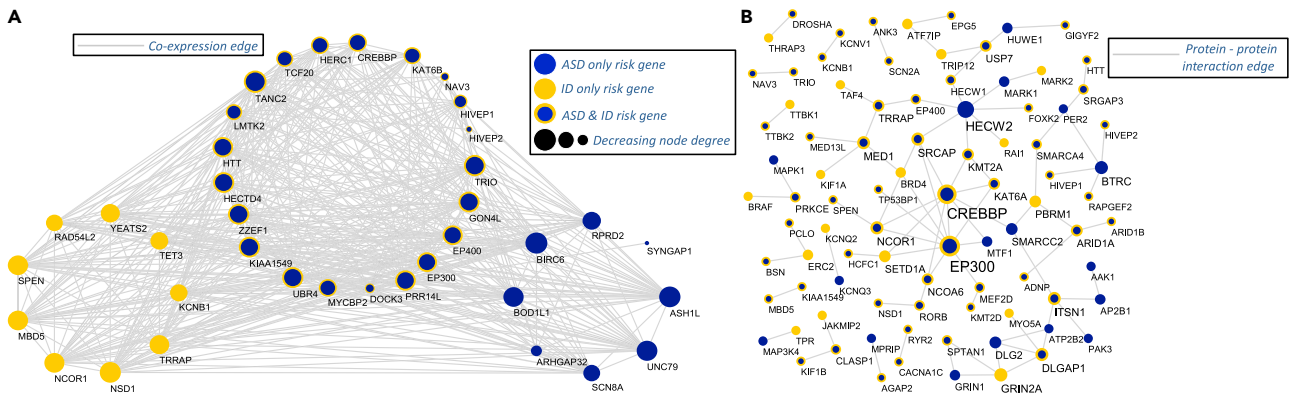 A
Co-expression edge
ASD only risk gene
ID only risk gene
ASD & ID risk gene
Decreasing node degree
HERC1
CREBBP
TCF20
KAT6B
NAV3
TANC2
HIVEP1
LMTK2
HIVEP2
HTT
TRIO
HECTD4
GON4L
ZZEF1
EP400
KIAA1549
EP300
UBR4
MYCBP2
DOCK3
PRR14L
RAD54L2
YEATS2
TET3
SPEN
KCNB1
MBD5
TRRAP
NCOR1
NSD1
RPRD2
BIRC6
SYNGAP1
BOD1L1
ASH1L
ARHGAP32
UNC79
SCN8A
B
Protein - protein
interaction edge
DROSHA
THRAP3
ANK3
KCNV1
EPG5
ATF7IP
HUWE1
GIGYF2
KCNB1
SCN2A
TRIP12
USP7
NAV3
TRIO
TAF4
HECW1
MARK1
MARK2
HTT
SRGAP3
TTBK1
TRRAP
EP400
HECW2
FOXK2
PER2
TTBK2
MED13L
MED1
SRCAP
KMT2A
RAI1
SMARCA4
HIVEP2
MAPK1
KIF1A
BRD4
KAT6A
HIVEP1
BTRC
BRAF
PRKCE
SPEN
TP53BP1
CREBBP
PBRM1
RAPGEF2
PCLO
KCNQ2
NCOR1
SMARCC2
ARID1A
ARID1B
BSN
ERC2
HCFC1
SETD1A
EP300
MTF1
AAK1
KCNQ3
NCOA6
MEF2D
ADNP
MBD5
KIAA1549
NSD1
RORB
KMT2D
MYO5A
ITSN1
AP2B1
MAP3K4
TPR
JAKMIP2
MPRIP
RYR2
SPTAN1
DLG2
ATP2B2
PAK3
KIF1B
CLASP1
AGAP2
CACNA1C
GRIN1
GRIN2A
DLGAP1